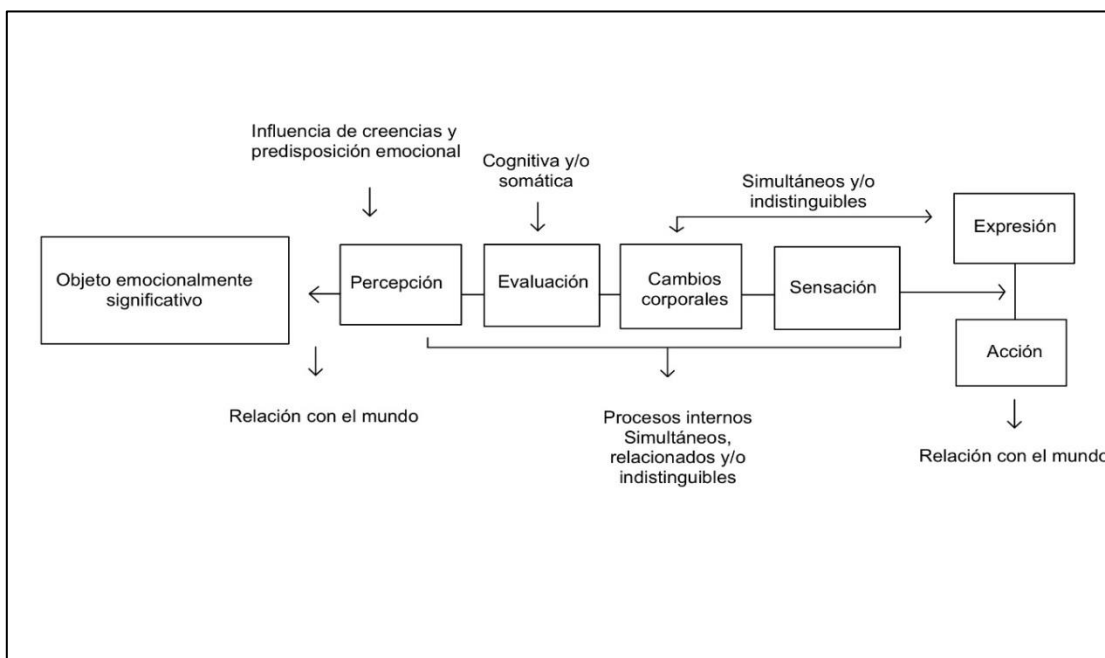 Influencia de creencias y
predisposición emocional
Cognitiva y/o
somática
Simultáneos y/o
indistinguibles
Expresión
Objeto emocionalmente
significativo
Percepción
Evaluación
Cambios
corporales
Sensación
Acción
Relación con el mundo
Procesos internos
Simultáneos,
relacionados y/o
indistinguibles
Relación con el mundo